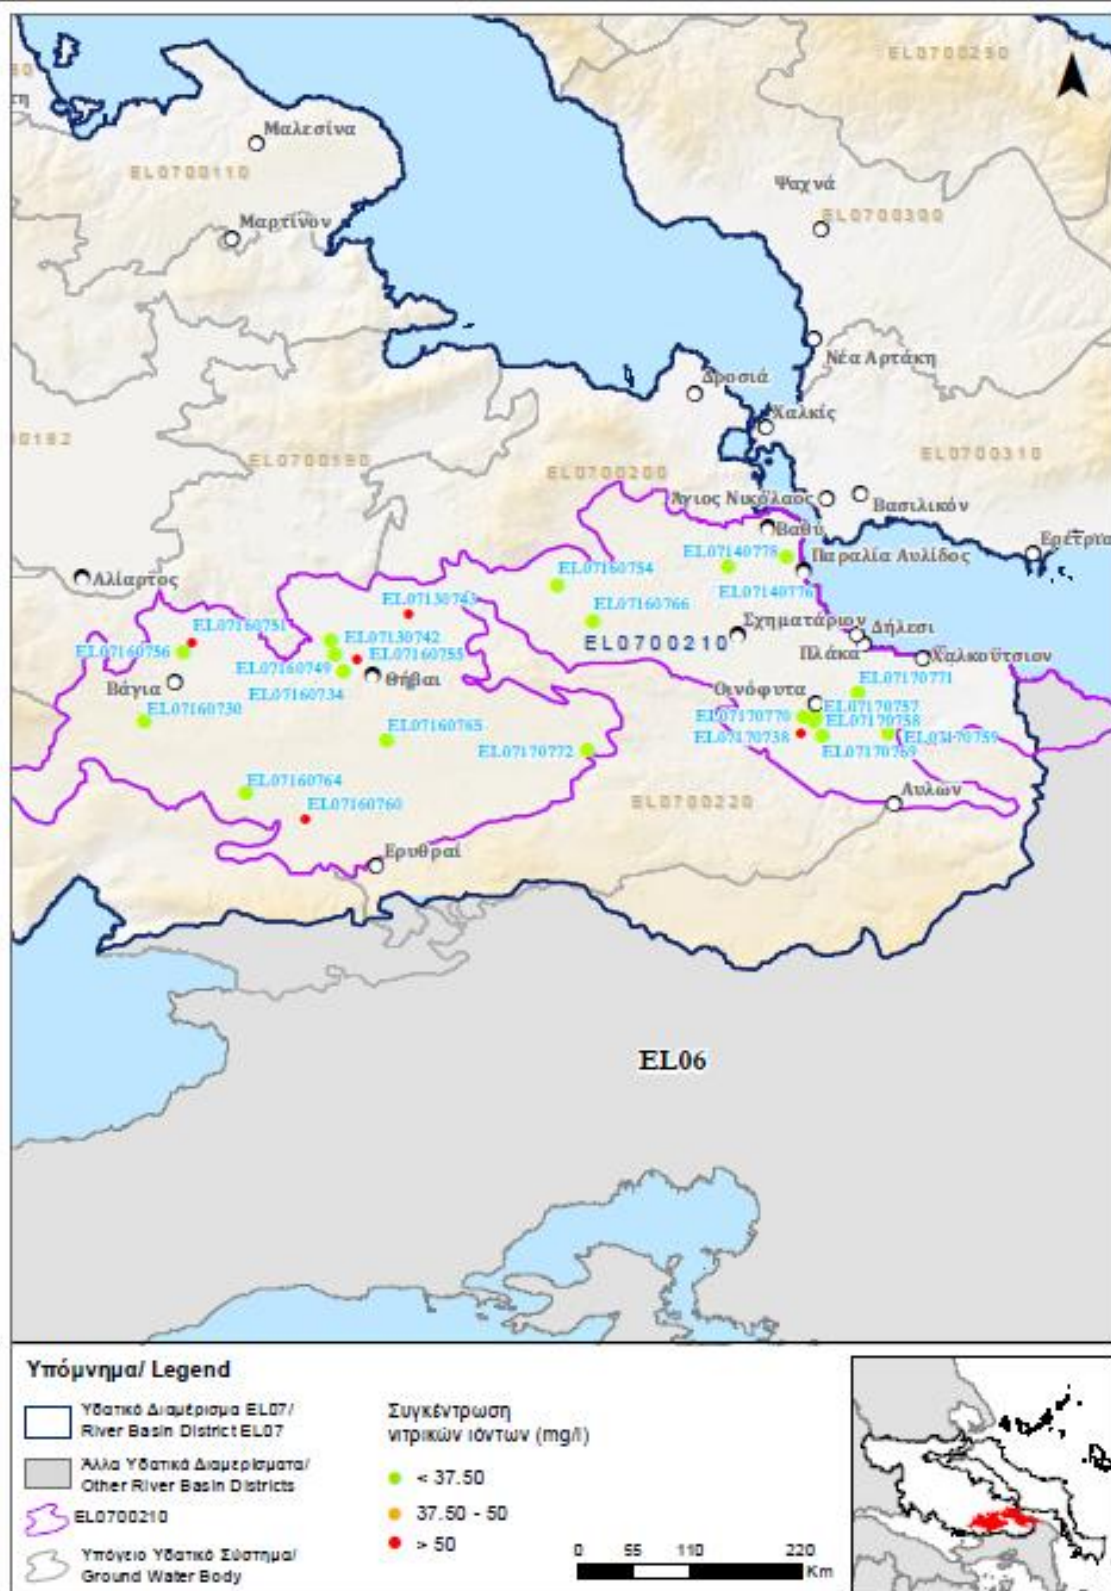 EL0700290
Μαλεσίνα
EL0700110
Ψαχνά
EL0700300
Μαρτίνον
Νέα Αρτάκη
Δροσιά
Χαλκίς
EL0700310
EL0700200
Άγιος Νικόλαος
Βασιλικόν
Βαθύ
Ερέτρια
EL07140778
Παραλία Αυλίδος
EL07160754
Αλίαρτος
EL07140776
EL07130743
EL07160766
EL07160751
Σχηματάριον
EL07130742
EL0700210
Δήλεσι
EL07160756
EL07160755
Πλάκα
Χαλκούτσιον
EL07160749
Θήβαι
EL07170771
Βάγια
EL07160734
Οινόφυτα
EL07170757
EL07160730
EL07170770
EL07170758
EL07160765
EL07170738
EL07170759
EL07170772
EL07170769
EL07160764
EL0700220
Αυλών
EL07160760
Ερυθραί
EL06
Υπόμνημα/ Legend
Υδατικό Διαμέρισμα EL07/
River Basin District EL07
Άλλα Υδατικά Διαμερίσματα/
Other River Basin Districts
EL0700210
Υπόγειο Υδατικό Σύστημα/
Ground Water Body
Συγκέντρωση
νιτρικών ιόντων (mg/l)
< 37.50
37.50 - 50
> 50
0 55 110 220
Km